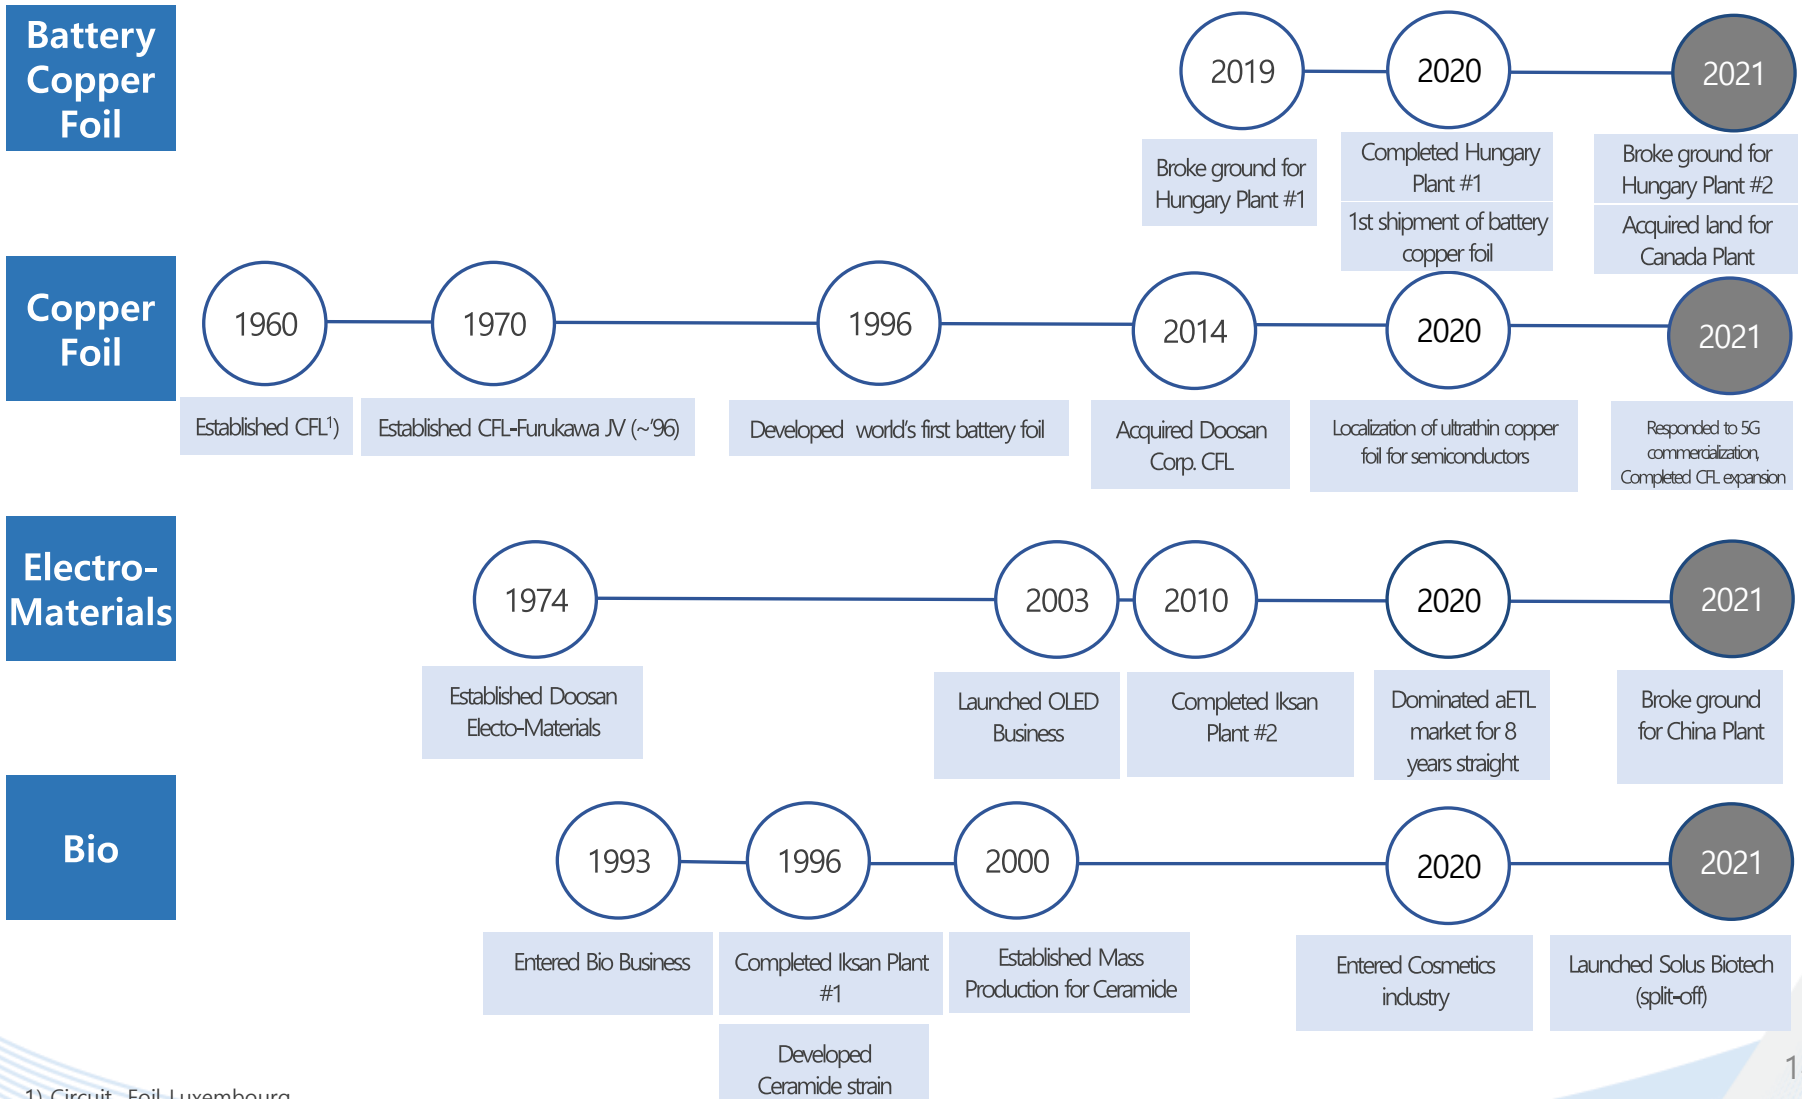 Battery
Copper
Foil
2019
2020
2021
Broke ground for
Hungary Plant #1
Completed Hungary
Plant #1
1st shipment of battery
copper foil
Broke ground for
Hungary Plant #2
Acquired land for
Canada Plant
Copper
Foil
1960
1970
1996
2014
2020
2021
Established CFL1)
Established CFL-Furukawa JV (~'96)
Developed world's first battery foil
Acquired Doosan
Corp. CFL
Localization of ultrathin copper
foil for semiconductors
Responded to 5G
commercialization,
Completed CFL expansion
Electro-
Materials
1974
2003
2010
2020
2021
Established Doosan
Electo-Materials
Launched OLED
Business
Completed Iksan
Plant #2
Dominated aETL
market for 8
years straight
Broke ground
for China Plant
Bio
1993
1996
2000
2020
2021
Entered Bio Business
Completed Iksan Plant
#1
Developed
Ceramide strain
Established Mass
Production for Ceramide
Entered Cosmetics
industry
Launched Solus Biotech
(split-off)
1) Circuit Foil Luxembourg
1